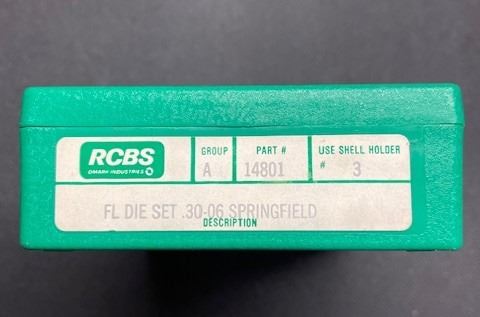 RCBS
OMARK INDUSTRIES
GROUP
A
PART #
14801
USE SHELL HOLDER
# 3
FL DIE SET .30-06 SPRINGFIELD
DESCRIPTION